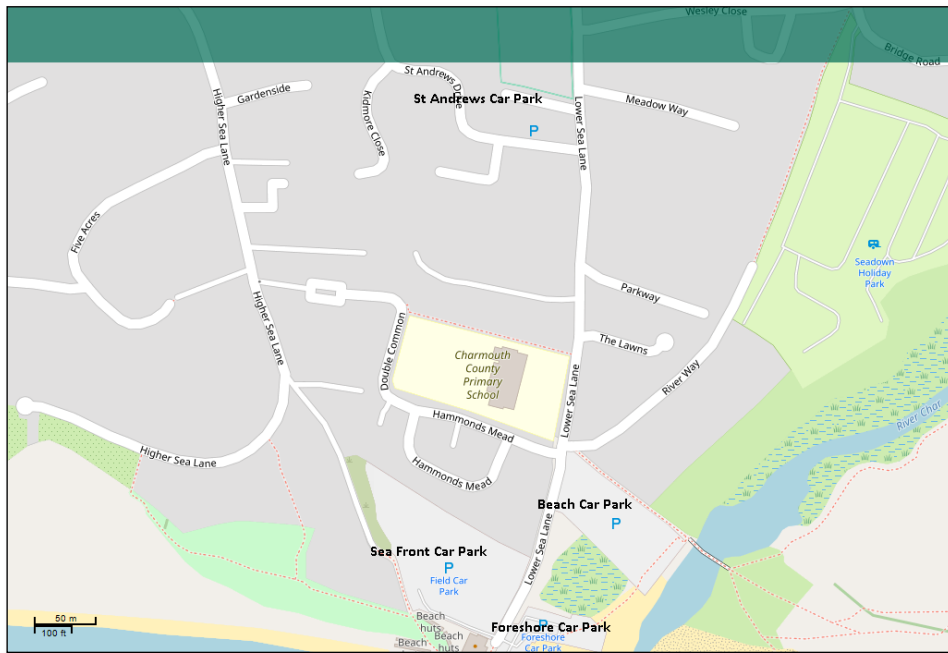 Wesley Close
Bridge Road
St Andrews Drive
Gardenside
Kidmore Close
St Andrews Car Park
P
Meadow Way
Higher Sea Lane
Lower Sea Lane
Five Acres
Seadown
Holiday
Park
Parkway
Higher Sea Lane
Double Common
The Lawns
Charmouth
County
Primary
School
River Way
Lower Sea Lane
Hammonds Mead
River Char
Higher Sea Lane
Hammonds Mead
Beach Car Park
P
Lower Sea Lane
Sea Front Car Park
P
Field Car
Park
50 m
100 ft
Beach
huts
Beach
huts
Beach
Foreshore Car Park
P
Foreshore
Car Park